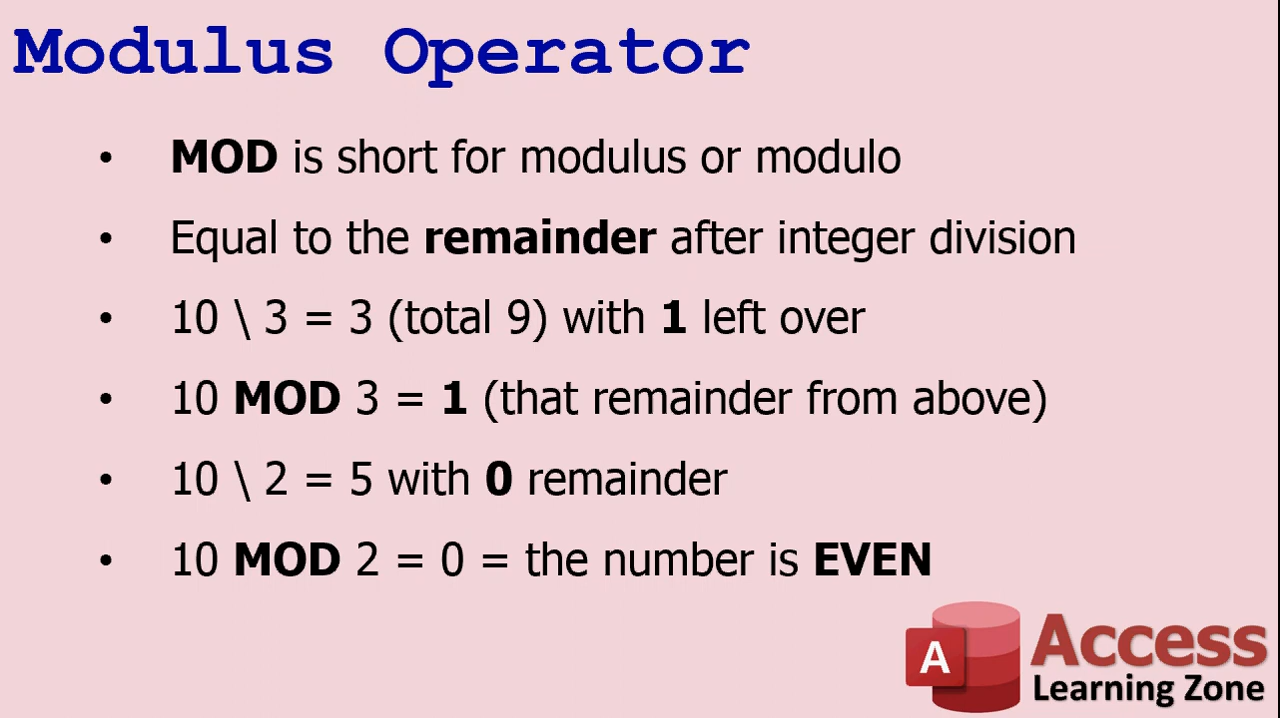 Modulus Operator
• MOD is short for modulus or modulo
• Equal to the remainder after integer division
• 10 \ 3 = 3 (total 9) with 1 left over
• 10 MOD 3 = 1 (that remainder from above)
• 10 \ 2 = 5 with 0 remainder
• 10 MOD 2 = 0 = the number is EVEN
A
Access
Learning Zone